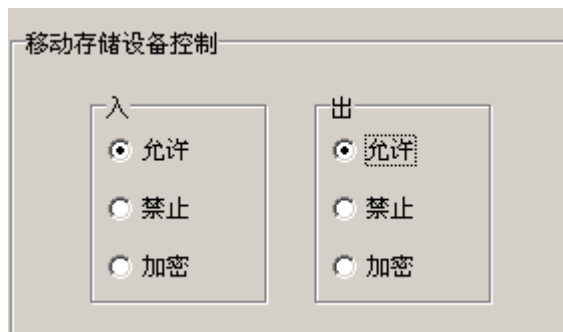 移动存储设备控制
入 出
允许 允许
禁止 禁止
加密 加密